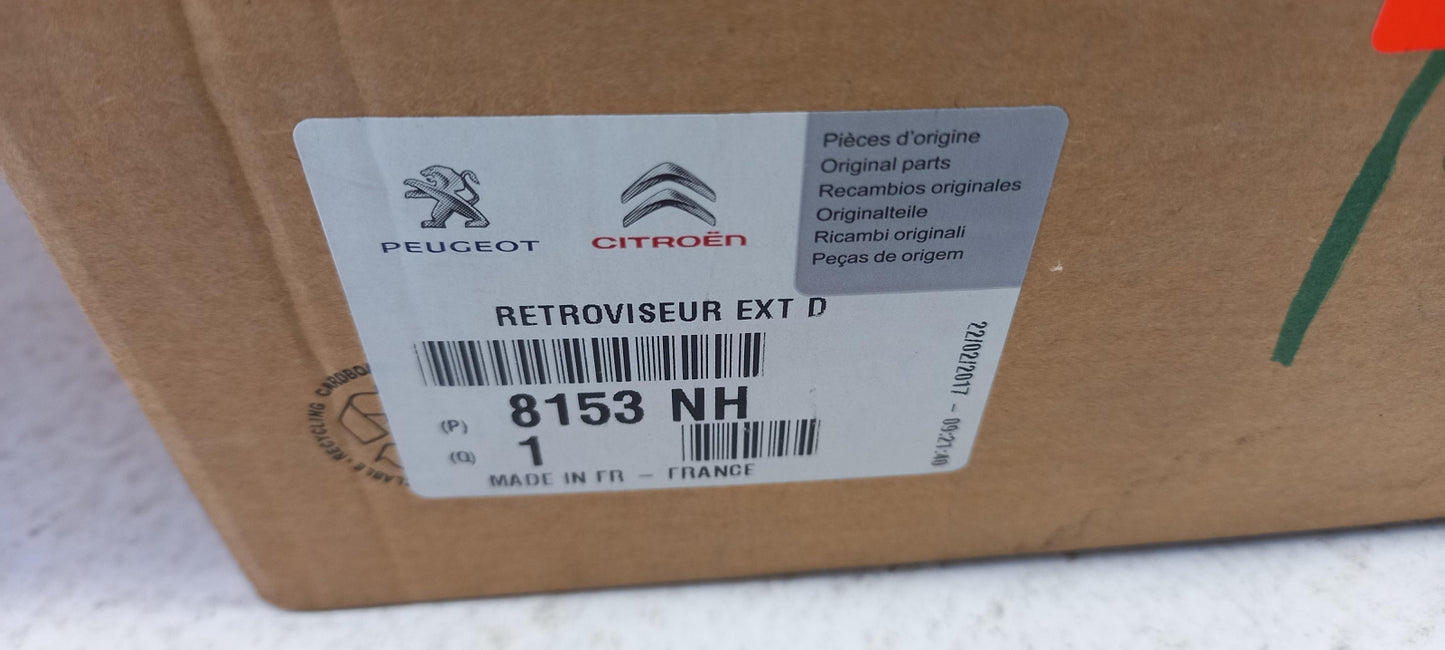 PEUGEOT
CITROËN
Pièces d'origine
Original parts
Recambios originales
Originalteile
Ricambi originali
Peças de origem
RETROVISEUR EXT D
(P) 8153 NH
(Q) 1
MADE IN FR - FRANCE
22/02/2017 - 09:21:40
RECYCLING